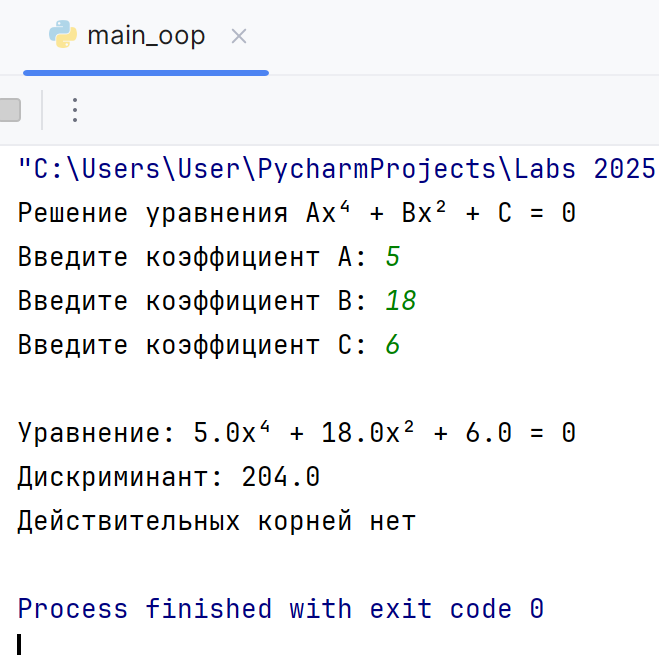 main_oop
"C:\Users\User\PycharmProjects\Labs 2025
Решение уравнения Ax⁴ + Bx² + C = 0
Введите коэффициент A: 5
Введите коэффициент B: 18
Введите коэффициент C: 6
Уравнение: 5.0x⁴ + 18.0x² + 6.0 = 0
Дискриминант: 204.0
Действительных корней нет
Process finished with exit code 0